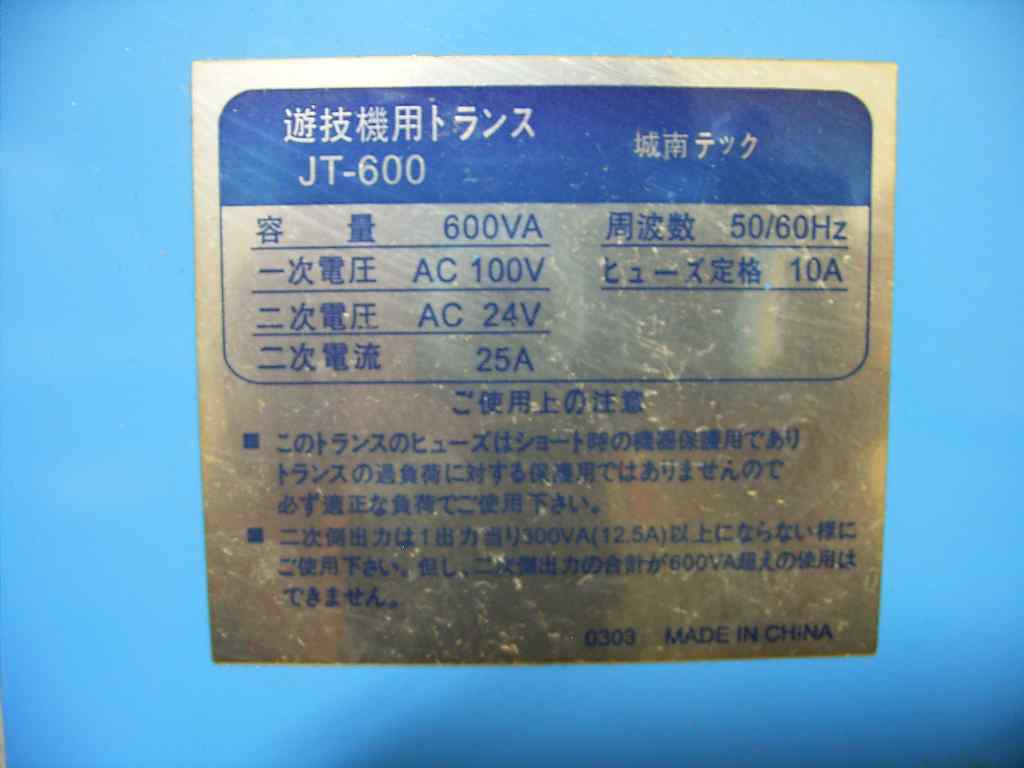 遊技機用トランス
JT-600
城南テック
容 量 600VA 周波数 50/60Hz
一次電圧 AC 100V ヒューズ定格 10A
二次電圧 AC 24V
二次電流 25A
ご使用上の注意
■ このトランスのヒューズはショート時の機器保護用であり
トランスの過負荷に対する保護用ではありませんので
必ず適正な負荷でご使用下さい。
■ 二次側出力は1出力当り300VA(12.5A)以上にならない様に
ご使用下さい。但し、二次側出力の合計が600VA超えの使用は
できません。
0303 MADE IN CHINA